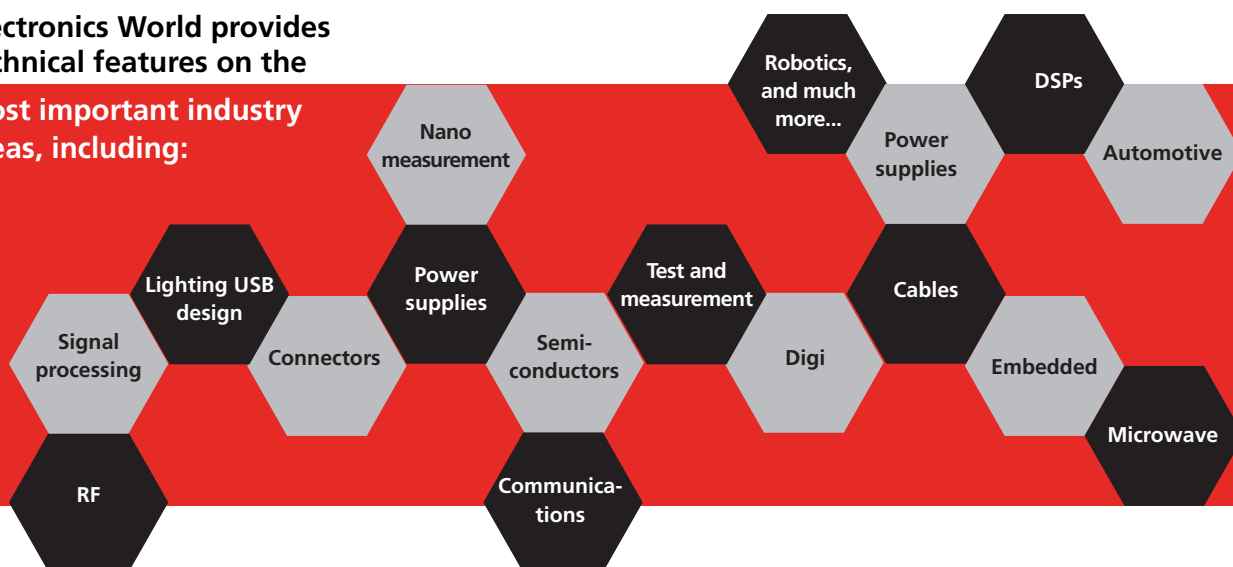 ectronics World provides
chnical features on the
ost important industry
eas, including:
Robotics,
and much
more...
DSPs
Nano
measurement
Power
supplies
Automotive
Lighting USB
design
Power
supplies
Test and
measurement
Cables
Signal
processing
Connectors
Semi-
conductors
Digi
Embedded
Microwave
RF
Communica-
tions